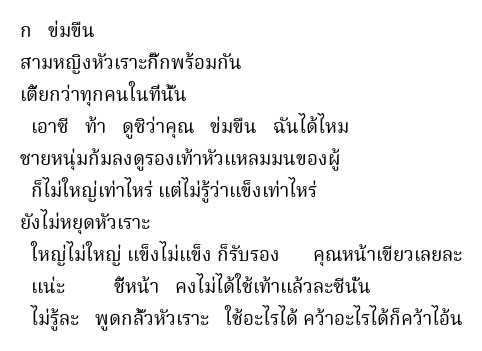 ก ข่มขืน
สามหญิงหัวเราะกิ๊กพร้อมกัน
เตี้ยกว่าทุกคนในที่นั้น
เอาซี ท้า ดูซิว่าคุณ ข่มขืน ฉันได้ไหม
ชายหนุ่มก้มลงดูรองเท้าหัวแหลมมนของผู้
ก็ไม่ใหญ่เท่าไหร่ แต่ไม่รู้ว่าแข็งเท่าไหร่
ยังไม่หยุดหัวเราะ
ใหญ่ไม่ใหญ่ แข็งไม่แข็ง ก็รับรอง คุณหน้าเขียวเลยละ
แน่ะ ชี้หน้า คงไม่ได้ใช้เท้าแล้วละซีนั่น
ไม่รู้ละ พูดกลั้วหัวเราะ ใช้อะไรได้ คว้าอะไรได้ก็คว้าไอ้น